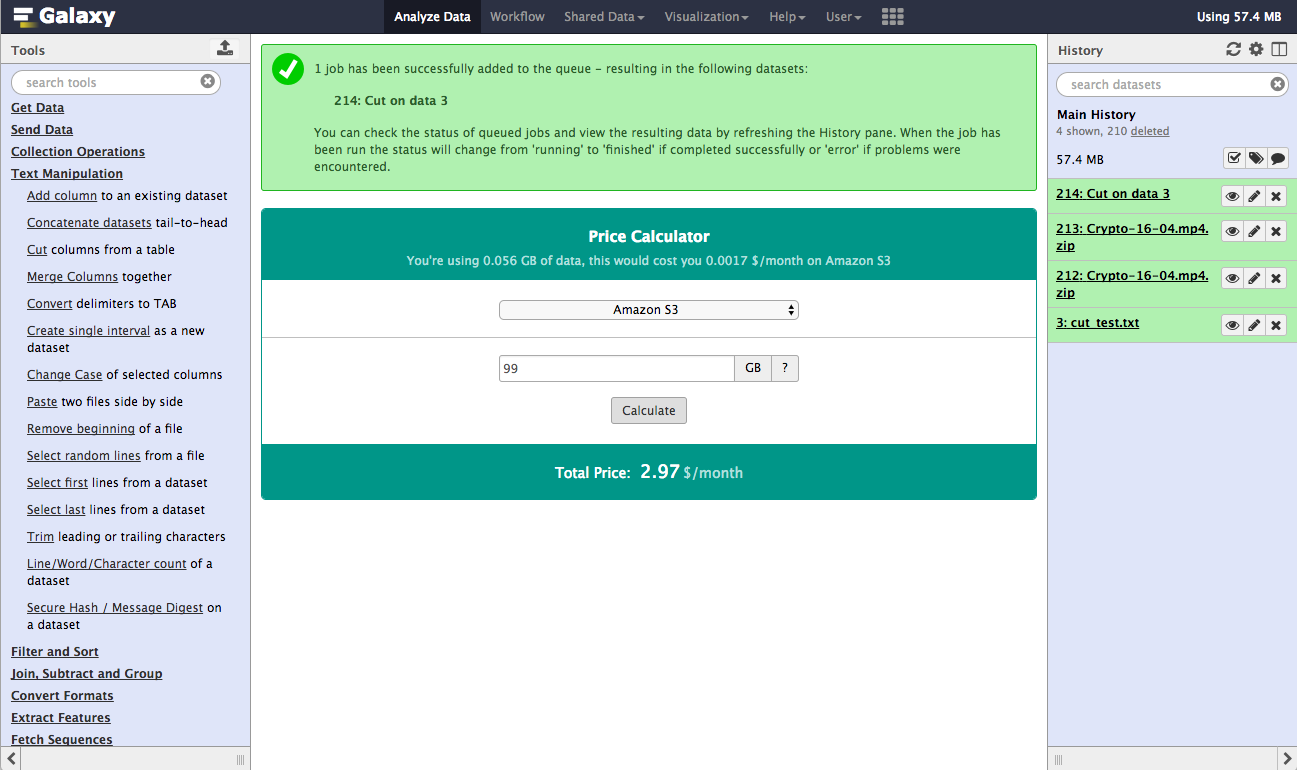 Galaxy
Analyze Data
Workflow
Shared Data
Visualization
Help
User
Using 57.4 MB
Tools
search tools
Get Data
Send Data
Collection Operations
Text Manipulation
Add column to an existing dataset
Concatenate datasets tail-to-head
Cut columns from a table
Merge Columns together
Convert delimiters to TAB
Create single interval as a new
dataset
Change Case of selected columns
Paste two files side by side
Remove beginning of a file
Select random lines from a file
Select first lines from a dataset
Select last lines from a dataset
Trim leading or trailing characters
Line/Word/Character count of a
dataset
Secure Hash / Message Digest on
a dataset
Filter and Sort
Join, Subtract and Group
Convert Formats
Extract Features
Fetch Sequences
1 job has been successfully added to the queue - resulting in the following datasets:
214: Cut on data 3
You can check the status of queued jobs and view the resulting data by refreshing the History pane. When the job has
been run the status will change from 'running' to 'finished' if completed successfully or 'error' if problems were
encountered.
Price Calculator
You're using 0.056 GB of data, this would cost you 0.0017 $/month on Amazon S3
Amazon S3
99
GB
?
Calculate
Total Price: 2.97 $/month
History
search datasets
Main History
4 shown, 210 deleted
57.4 MB
214: Cut on data 3
213: Crypto-16-04.mp4.
zip
212: Crypto-16-04.mp4.
zip
3: cut_test.txt